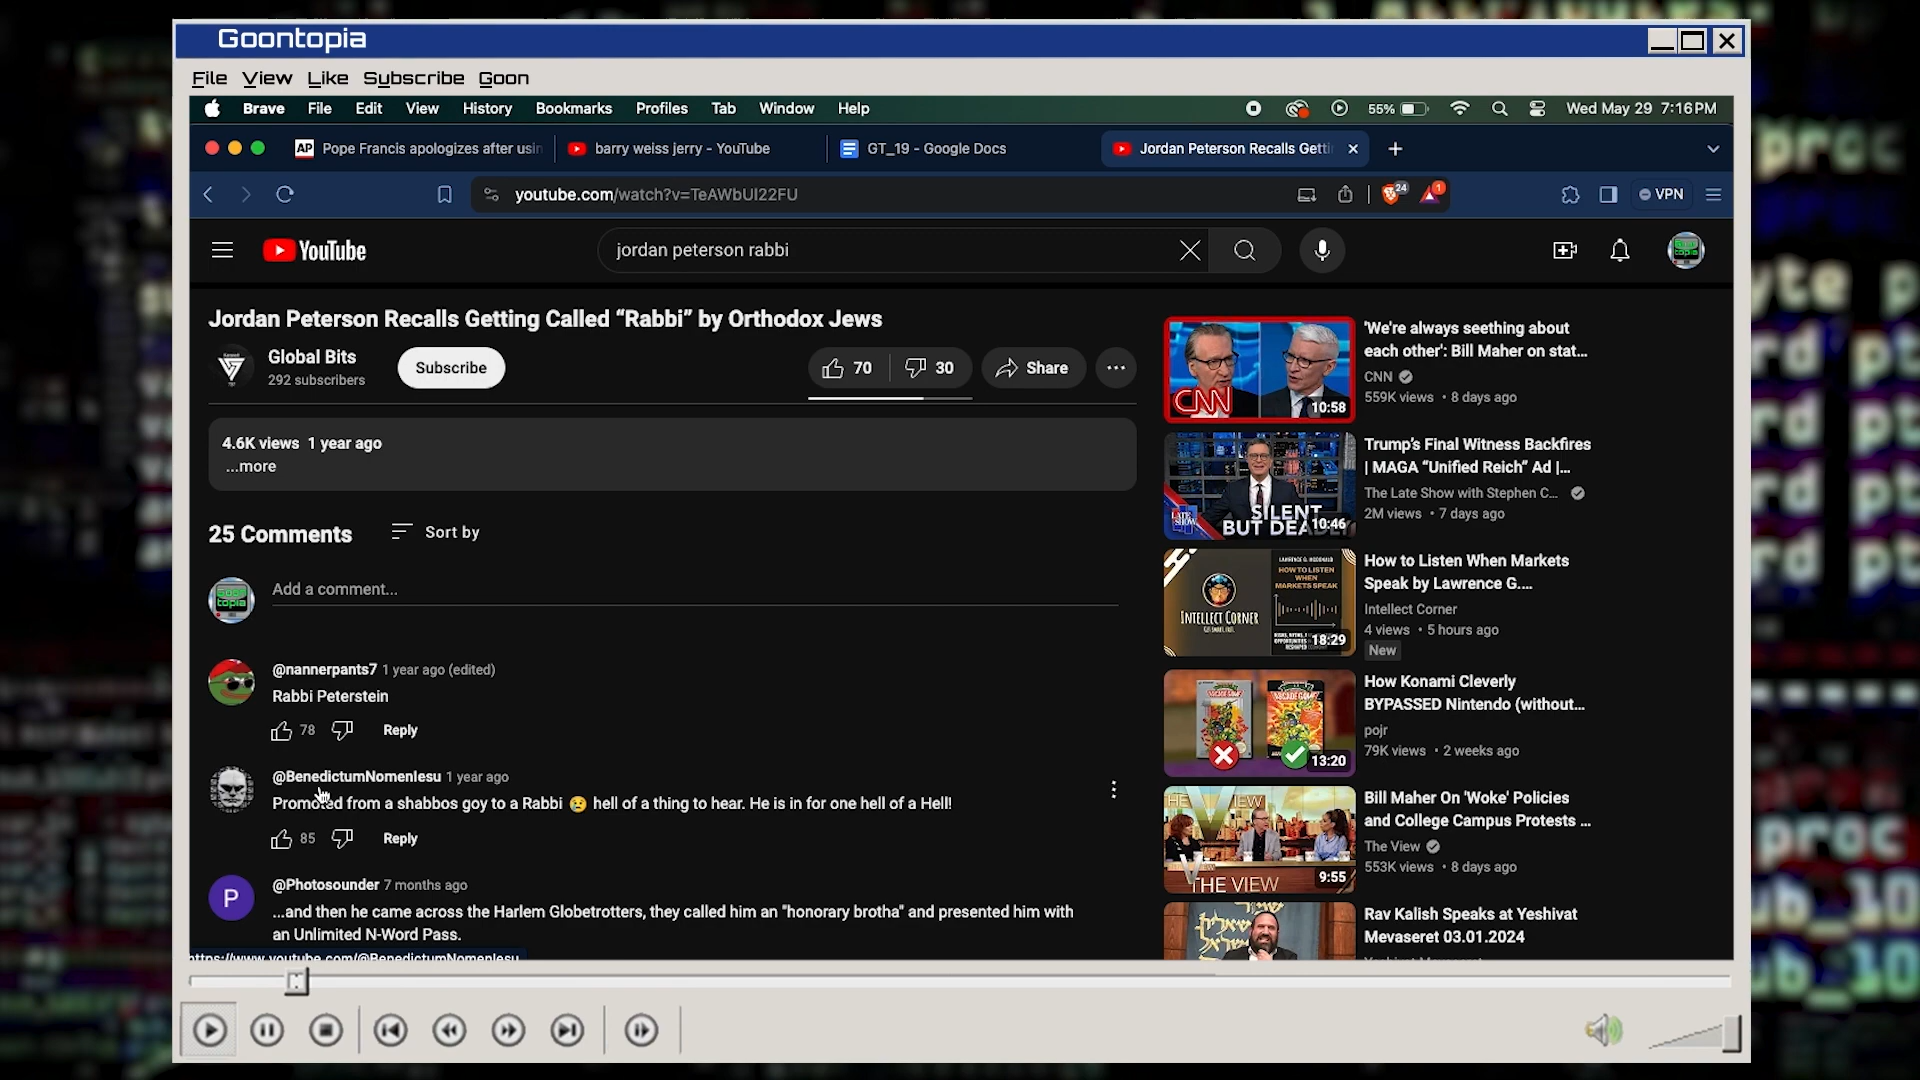 Goontopia
File View Like Subscribe Goon
Brave File Edit View History Bookmarks Profiles Tab Window Help 55% Wed May 29 7:16 PM
AP Pope Francis apologizes after usin
barry weiss jerry - YouTube
GT_19 - Google Docs
Jordan Peterson Recalls Getti
youtube.com/watch?v=TeAWbUI22FU
24
1
VPN
YouTube
jordan peterson rabbi
Jordan Peterson Recalls Getting Called “Rabbi” by Orthodox Jews
Global Bits
292 subscribers
Subscribe
70
30
Share
4.6K views 1 year ago
...more
25 Comments
Sort by
Add a comment...
@nannerpants7 1 year ago (edited)
Rabbi Peterstein
78 Reply
@BenedictumNomenIesu 1 year ago
Promoted from a shabbos goy to a Rabbi 😢 hell of a thing to hear. He is in for one hell of a Hell!
85 Reply
P
@Photosounder 7 months ago
...and then he came across the Harlem Globetrotters, they called him an "honorary brotha" and presented him with
an Unlimited N-Word Pass.
https://www.youtube.com/@BenedictumNomenIesu
CNN
10:58
'We're always seething about
each other': Bill Maher on stat...
CNN
559K views • 8 days ago
LATE SHOW
SILENT
BUT DEADLY
10:46
Trump's Final Witness Backfires
| MAGA “Unified Reich” Ad |...
The Late Show with Stephen C...
2M views • 7 days ago
INTELLECT CORNER
LAWRENCE G. MCDONALD
HOW TO LISTEN
WHEN
MARKETS SPEAK
18:29
How to Listen When Markets
Speak by Lawrence G....
Intellect Corner
4 views • 5 hours ago
New
13:20
How Konami Cleverly
BYPASSED Nintendo (without...
pojr
79K views • 2 weeks ago
THE VIEW
9:55
Bill Maher On 'Woke' Policies
and College Campus Protests ...
The View
553K views • 8 days ago
Rav Kalish Speaks at Yeshivat
Mevaseret 03.01.2024